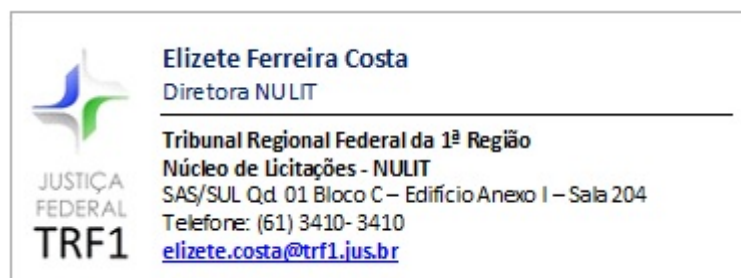 Elizete Ferreira Costa
Diretora NULIT
JUSTIÇA
FEDERAL
TRF1
Tribunal Regional Federal da 1ª Região
Núcleo de Licitações - NULIT
SAS/SUL Qd. 01 Bloco C – Edifício Anexo I – Sala 204
Telefone: (61) 3410- 3410
elizete.costa@trf1.jus.br